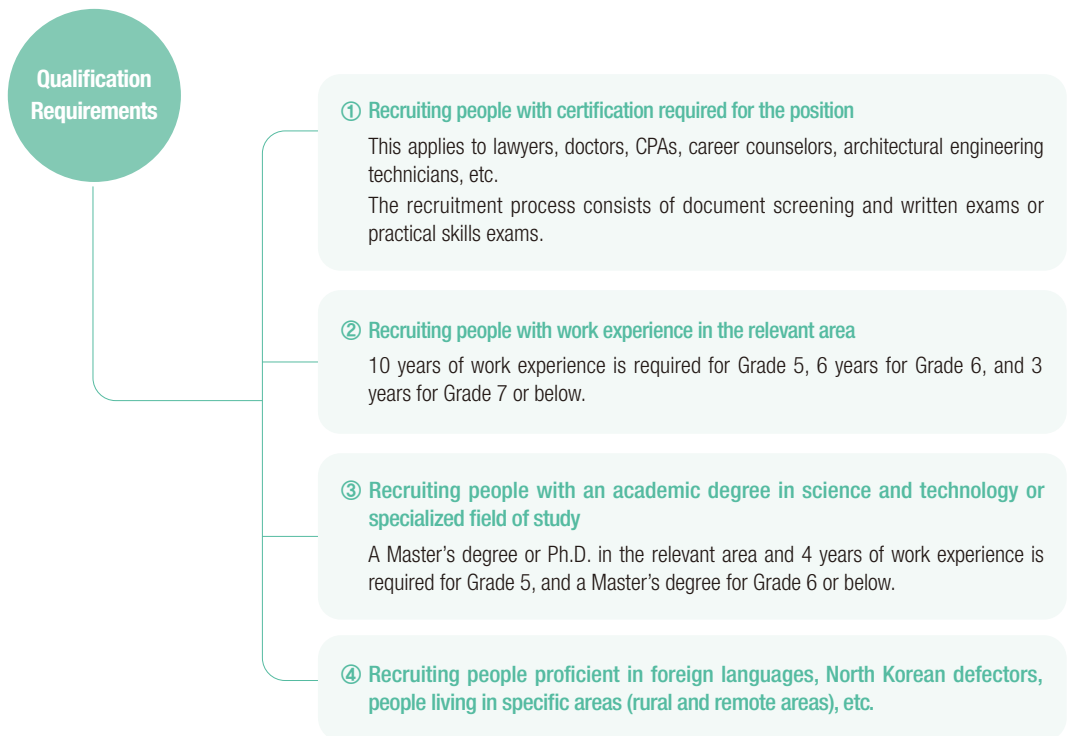 Qualification
Requirements
① Recruiting people with certification required for the position
This applies to lawyers, doctors, CPAs, career counselors, architectural engineering
technicians, etc.
The recruitment process consists of document screening and written exams or
practical skills exams.
② Recruiting people with work experience in the relevant area
10 years of work experience is required for Grade 5, 6 years for Grade 6, and 3
years for Grade 7 or below.
③ Recruiting people with an academic degree in science and technology or
specialized field of study
A Master’s degree or Ph.D. in the relevant area and 4 years of work experience is
required for Grade 5, and a Master’s degree for Grade 6 or below.
④ Recruiting people proficient in foreign languages, North Korean defectors,
people living in specific areas (rural and remote areas), etc.